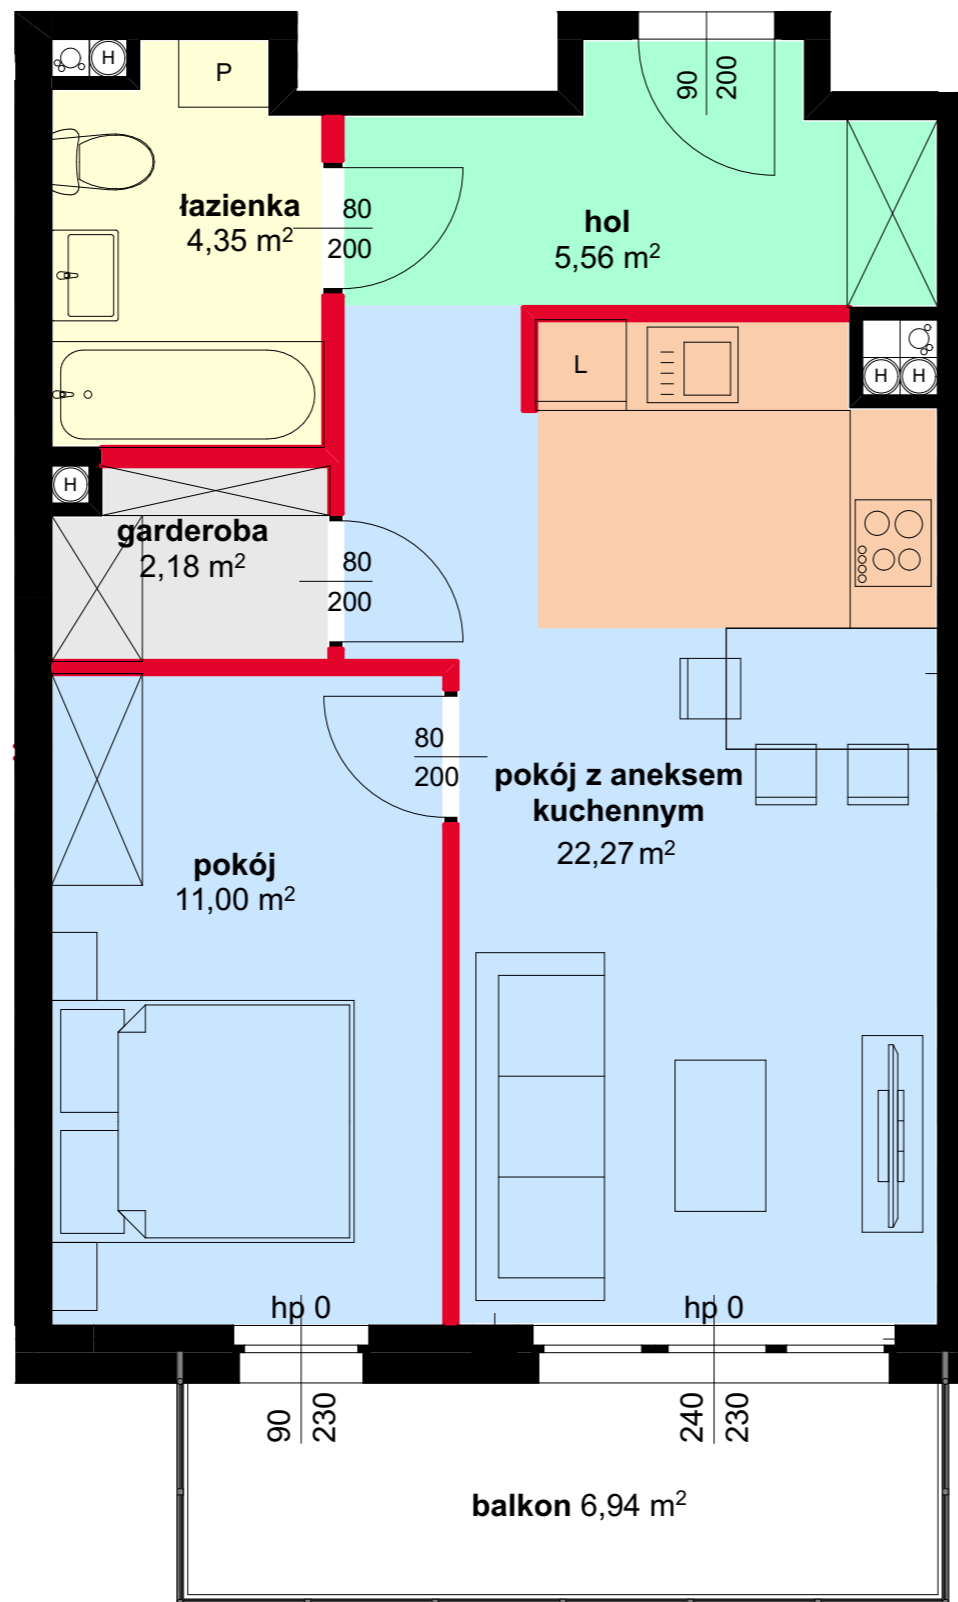 H
P
90
200
łazienka
4,35 m²
80
200
hol
5,56 m²
L
H H
H
garderoba
2,18 m²
80
200
80
200
pokój z aneksem
kuchennym
22,27 m²
pokój
11,00 m²
hp 0
hp 0
90
230
240
230
balkon 6,94 m²